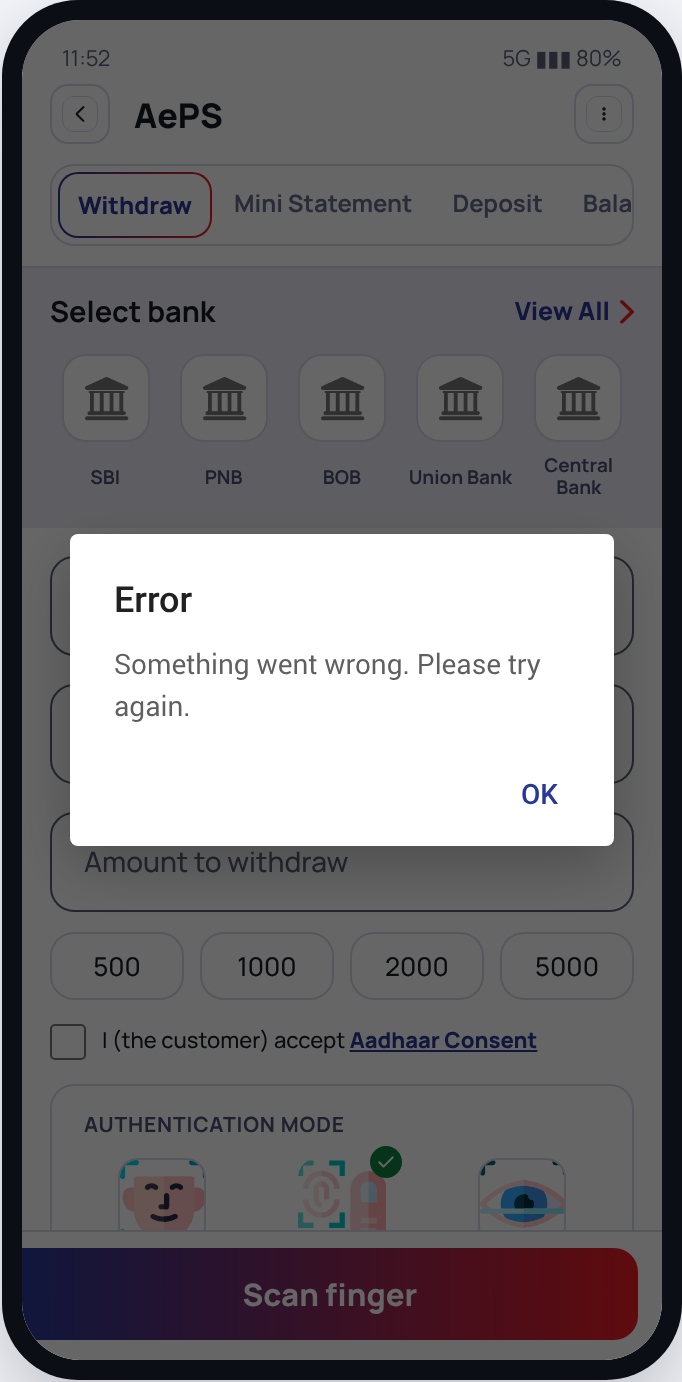 11:52
5G 80%
AePS
Withdraw Mini Statement Deposit Bala
Select bank
View All
SBI
PNB
BOB
Union Bank
Central
Bank
Error
Something went wrong. Please try
again.
OK
Amount to withdraw
500 1000 2000 5000
I (the customer) accept Aadhaar Consent
AUTHENTICATION MODE
Scan finger